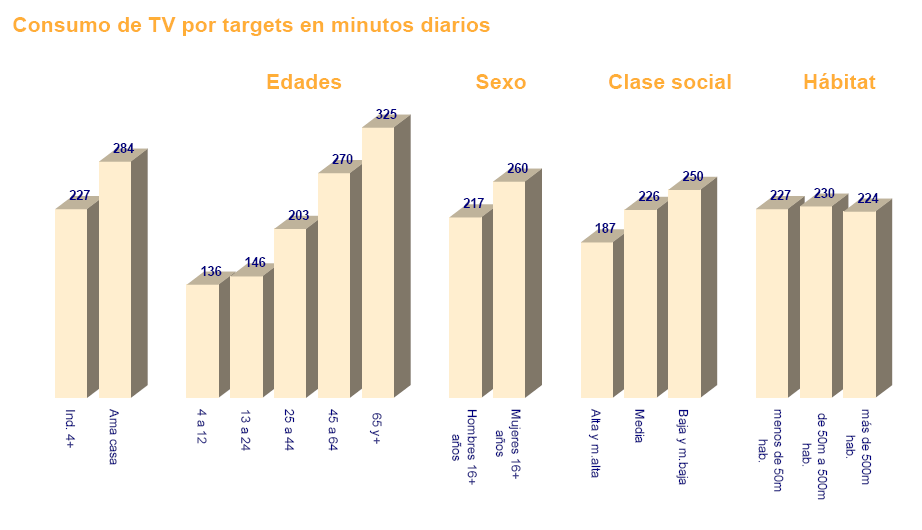 Consumo de TV por targets en minutos diarios
Edades
Sexo
Clase social
Hábitat
227
284
136
146
203
270
325
217
260
187
226
250
227
230
224
Ind. 4+
Ama casa
4 a 12
13 a 24
25 a 44
45 a 64
65 y+
Hombres 16+
años
Mujeres 16+
años
Alta y m.alta
Media
Baja y m.baja
menos de 50m
hab.
de 50m a 500m
hab.
más de 500m
hab.